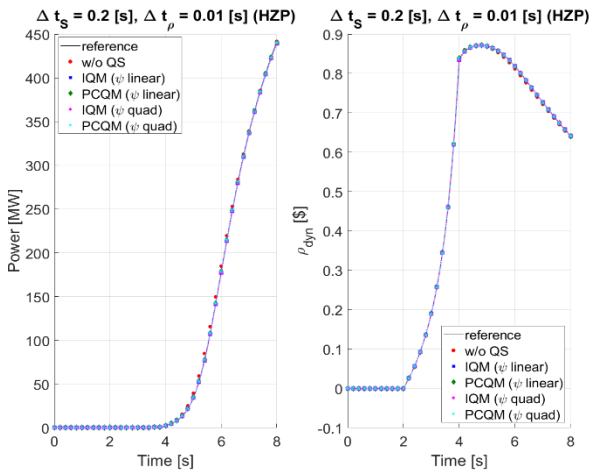 Δ t_S = 0.2 [s], Δ t_ρ = 0.01 [s] (HZP)
450
400
350
300
250
200
150
100
50
0
Power [MW]
reference
w/o QS
IQM (ψ linear)
PCQM (ψ linear)
IQM (ψ quad)
PCQM (ψ quad)
0 2 4 6 8
Time [s]
Δ t_S = 0.2 [s], Δ t_ρ = 0.01 [s] (HZP)
0.9
0.8
0.7
0.6
0.5
0.4
0.3
0.2
0.1
0
-0.1
ρ_dyn [$]
reference
w/o QS
IQM (ψ linear)
PCQM (ψ linear)
IQM (ψ quad)
PCQM (ψ quad)
0 2 4 6 8
Time [s]